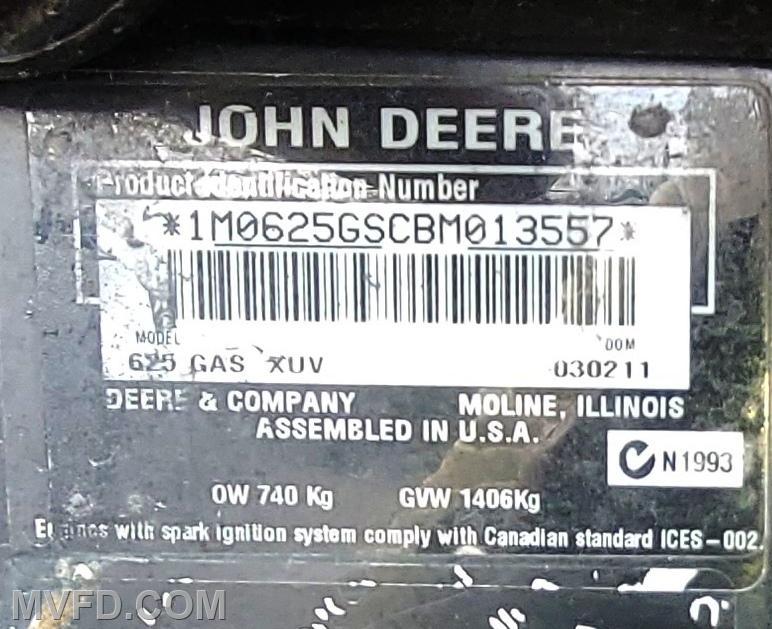 JOHN DEERE
Product Identification Number
*1M0625GSCBM013557*
MODEL DOM
625 GAS XUV 030211
DEERE & COMPANY MOLINE, ILLINOIS
ASSEMBLED IN U.S.A.
N1993
OW 740 Kg GVW 1406Kg
Engines with spark ignition system comply with Canadian standard ICES-002.
MVFD.COM